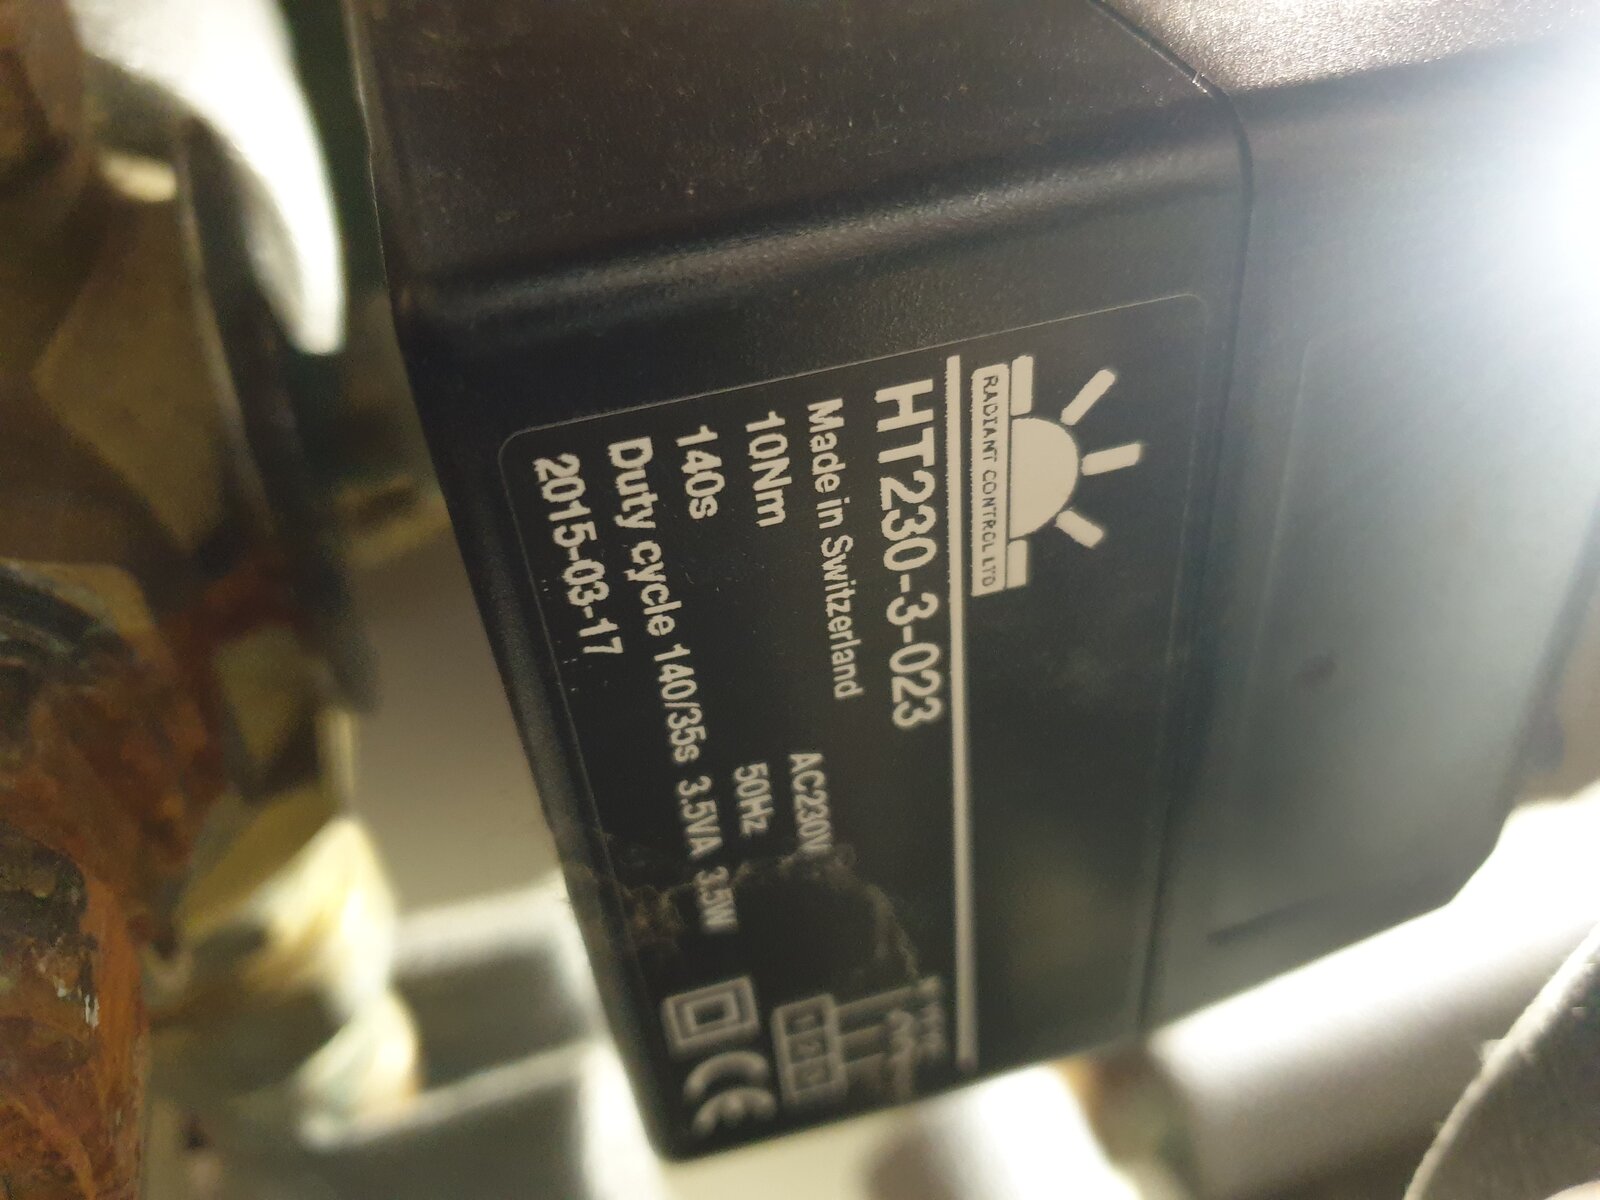 RADIANT CONTROL LTD
HT230-3-023
Made in Switzerland
AC230V
10Nm
50Hz
140s
Duty cycle 140/35s 3.5VA 3.5W
2015-03-17
CE